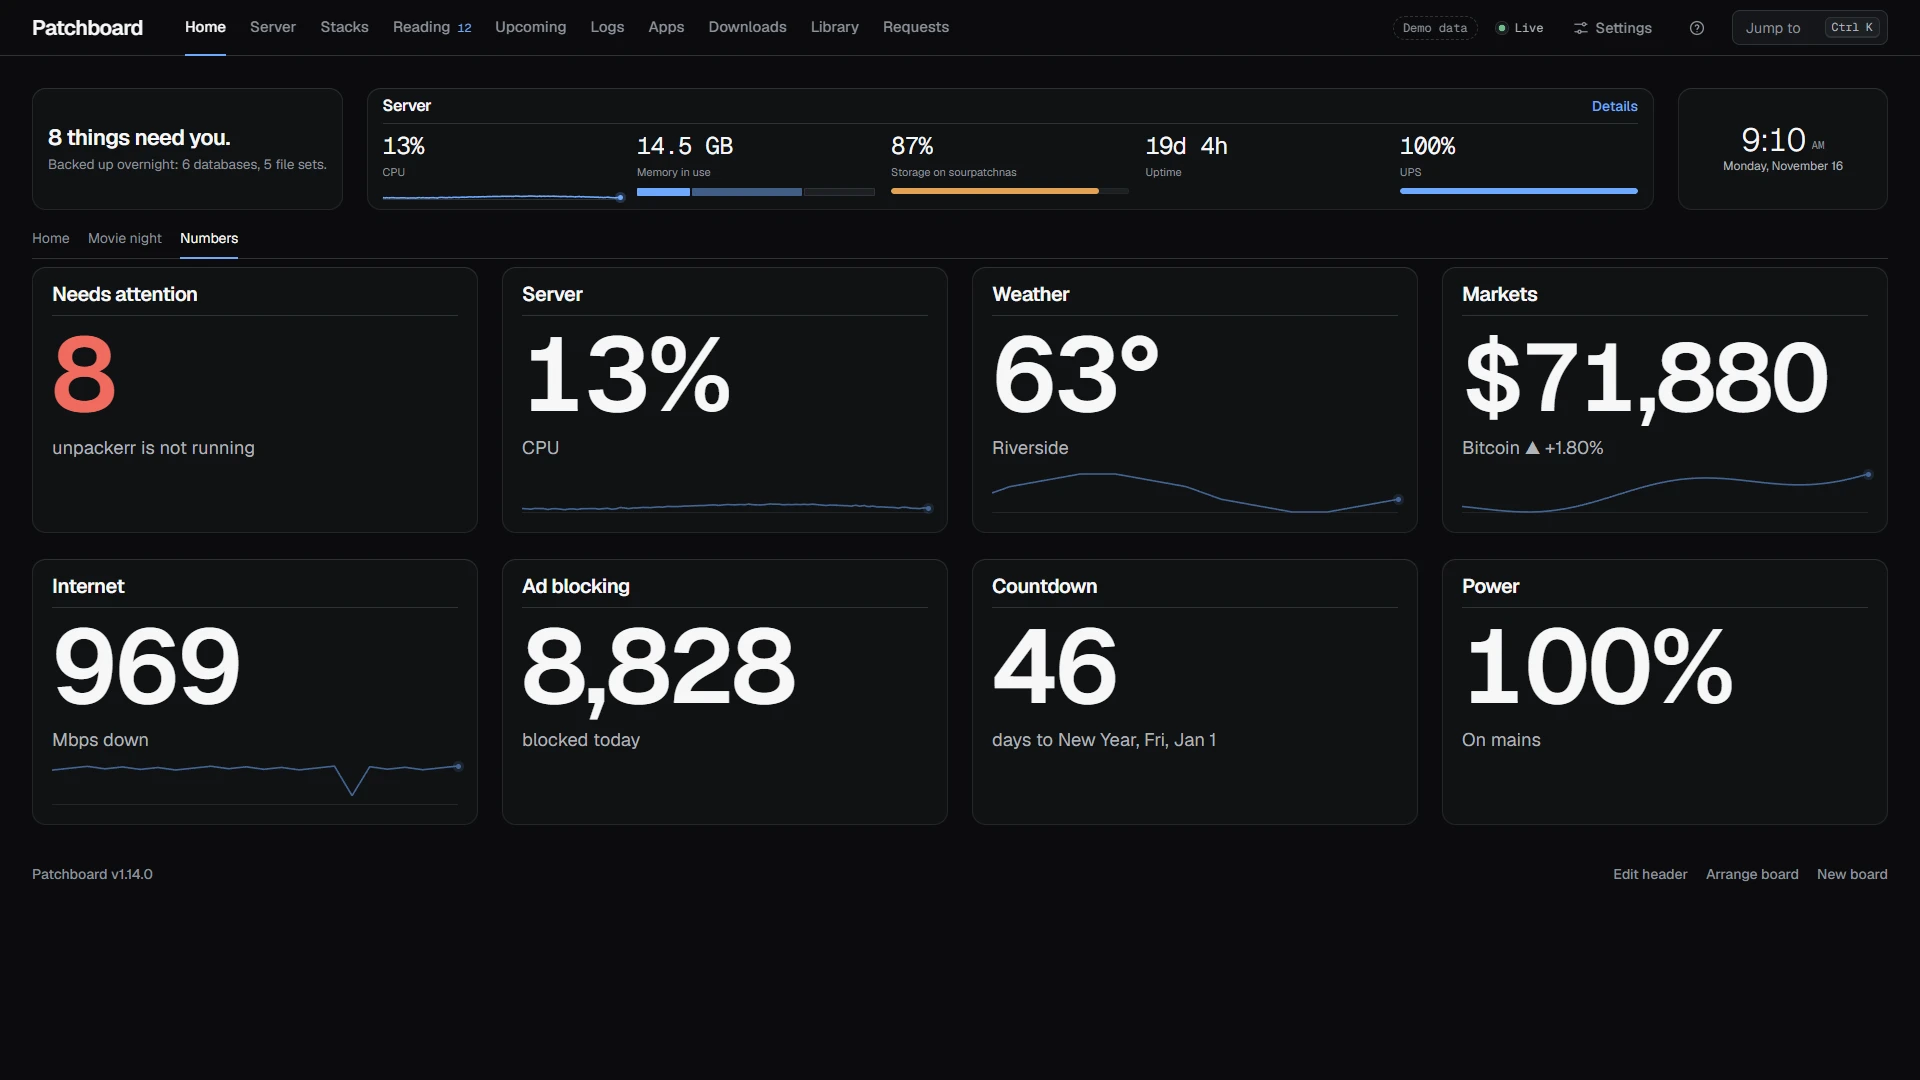 Patchboard Home Server Stacks Reading 12 Upcoming Logs Apps Downloads Library Requests Demo data Live Settings Jump to Ctrl K
8 things need you.
Backed up overnight: 6 databases, 5 file sets.
Server Details
13% 14.5 GB 87% 19d 4h 100%
CPU Memory in use Storage on sourpatchnas Uptime UPS
9:10 AM
Monday, November 16
Home Movie night Numbers
Needs attention
8
unpackerr is not running
Server
13%
CPU
Weather
63°
Riverside
Markets
$71,880
Bitcoin ▲ +1.80%
Internet
969
Mbps down
Ad blocking
8,828
blocked today
Countdown
46
days to New Year, Fri, Jan 1
Power
100%
On mains
Patchboard v1.14.0 Edit header Arrange board New board